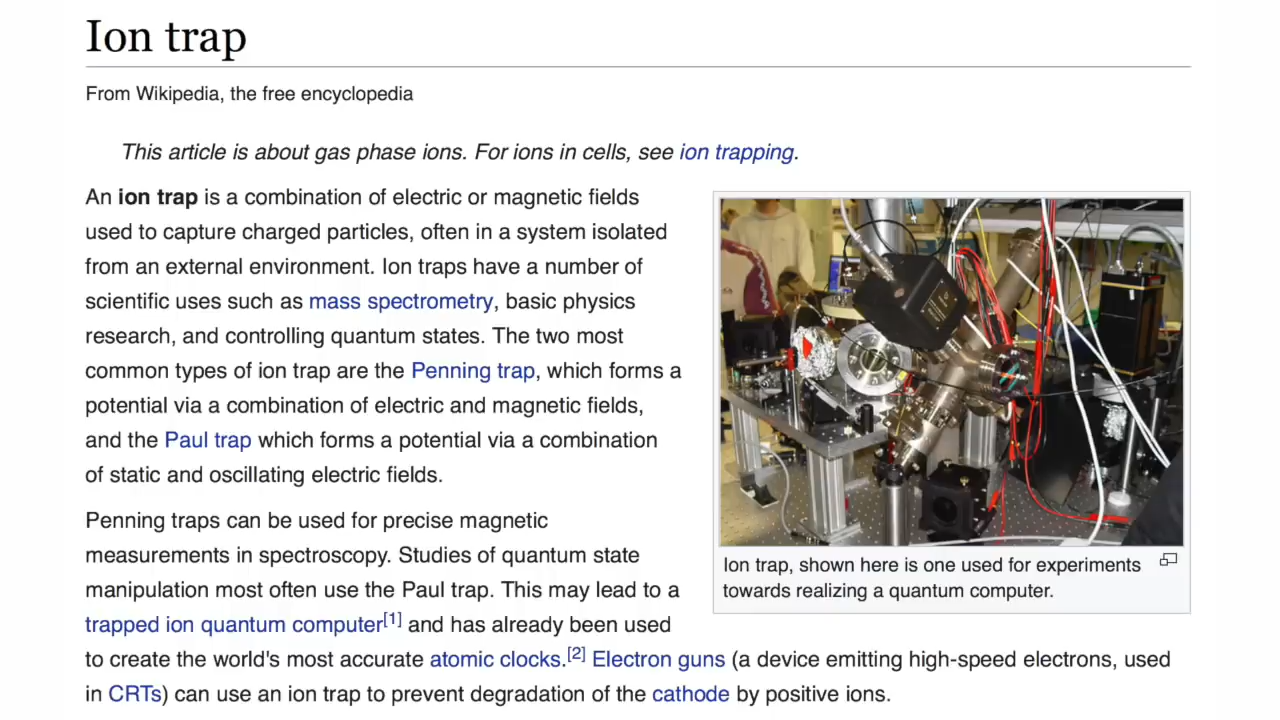 Ion trap
From Wikipedia, the free encyclopedia
This article is about gas phase ions. For ions in cells, see ion trapping.
An ion trap is a combination of electric or magnetic fields
used to capture charged particles, often in a system isolated
from an external environment. Ion traps have a number of
scientific uses such as mass spectrometry, basic physics
research, and controlling quantum states. The two most
common types of ion trap are the Penning trap, which forms a
potential via a combination of electric and magnetic fields,
and the Paul trap which forms a potential via a combination
of static and oscillating electric fields.
Penning traps can be used for precise magnetic
measurements in spectroscopy. Studies of quantum state
manipulation most often use the Paul trap. This may lead to a
trapped ion quantum computer[1] and has already been used
to create the world's most accurate atomic clocks.[2] Electron guns (a device emitting high-speed electrons, used
in CRTs) can use an ion trap to prevent degradation of the cathode by positive ions.
Ion trap, shown here is one used for experiments
towards realizing a quantum computer.